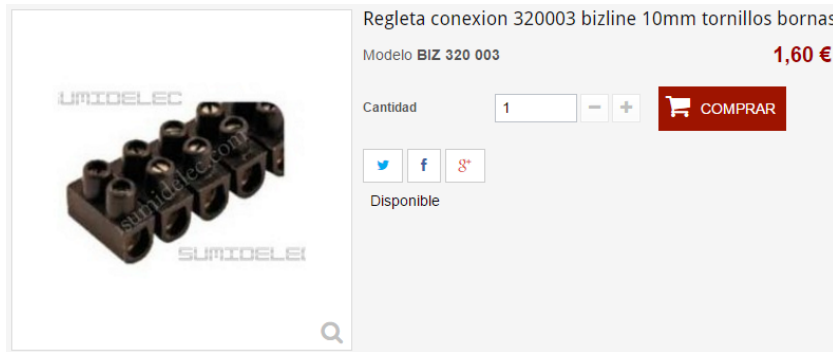 Regleta conexion 320003 bizline 10mm tornillos bornas
Modelo BIZ 320 003
1,60 €
Cantidad
1
COMPRAR
Disponible
UMIDELEC
sumidelec.com
SUMIDELEC